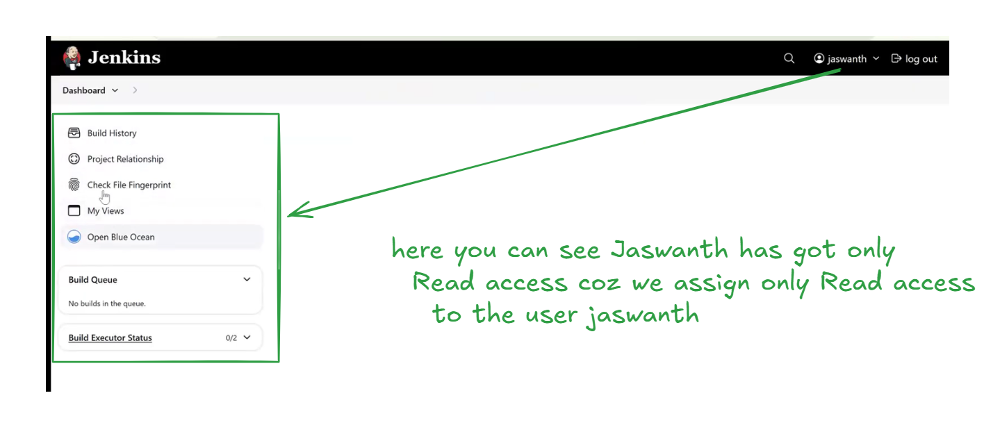 Jenkins
jaswanth
log out
Dashboard
Build History
Project Relationship
Check File Fingerprint
My Views
Open Blue Ocean
Build Queue
No builds in the queue.
Build Executor Status 0/2
here you can see Jaswanth has got only
Read access coz we assign only Read access
to the user jaswanth